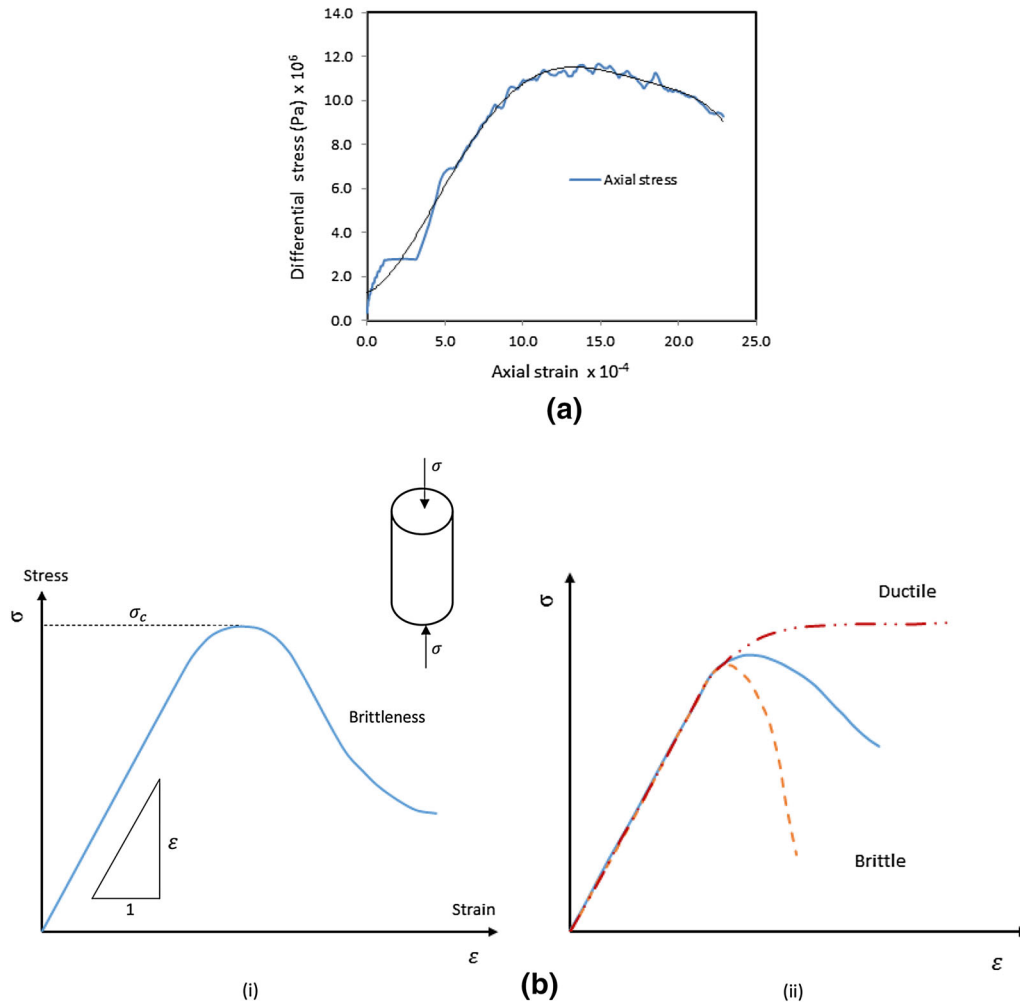 14.0
12.0
10.0
8.0
6.0
4.0
2.0
0.0
Differential stress (Pa) x 10⁶
Axial stress
0.0 5.0 10.0 15.0 20.0 25.0
Axial strain x 10⁻⁴
(a)
σ
σ
Stress
σ
σc
Brittleness
ε
1
Strain
ε
(i)
σ
Ductile
Brittle
ε
(ii)
(b)